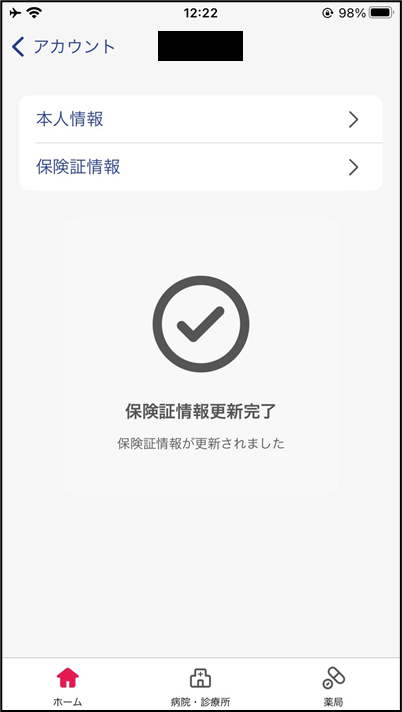 12:22
98%
アカウント
本人情報
保険証情報
保険証情報更新完了
保険証情報が更新されました
ホーム
病院・診療所
薬局